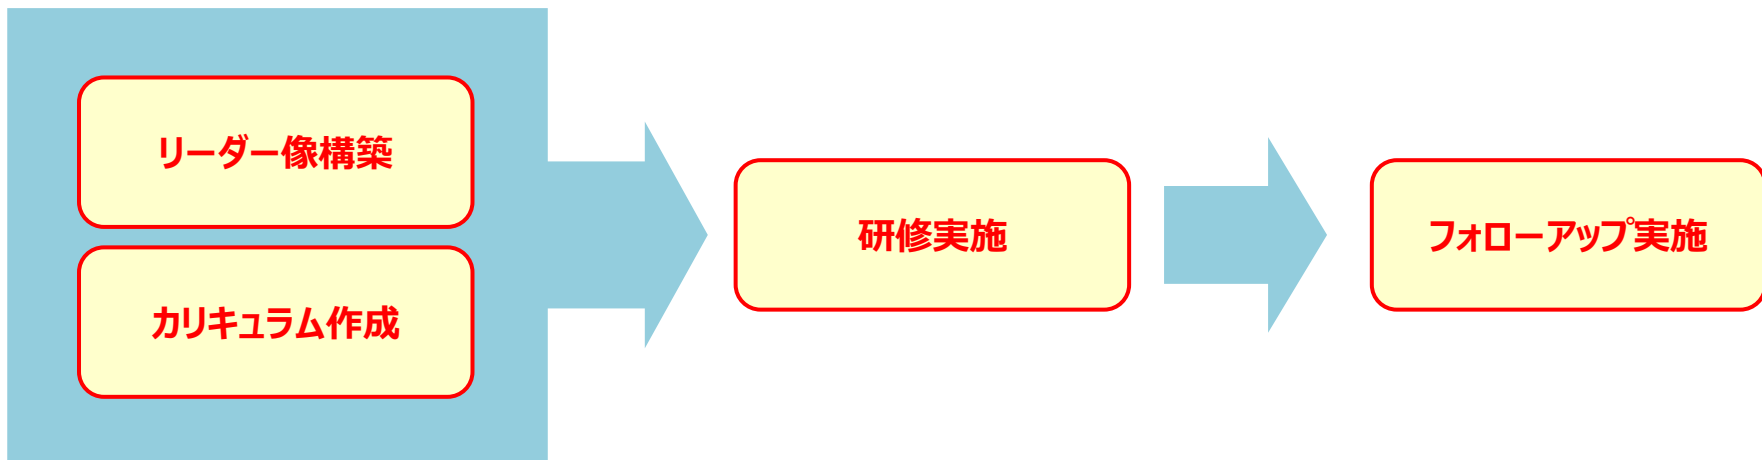 リーダー像構築
カリキュラム作成
研修実施
フォローアップ実施